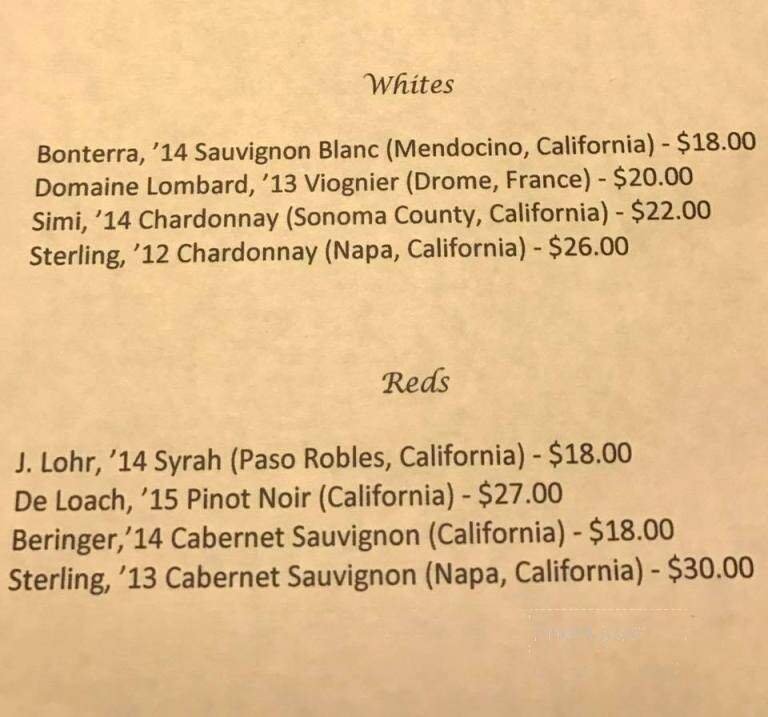 Whites
Bonterra, ’14 Sauvignon Blanc (Mendocino, California) - $18.00
Domaine Lombard, ’13 Viognier (Drome, France) - $20.00
Simi, ’14 Chardonnay (Sonoma County, California) - $22.00
Sterling, ’12 Chardonnay (Napa, California) - $26.00
Reds
J. Lohr, ’14 Syrah (Paso Robles, California) - $18.00
De Loach, ’15 Pinot Noir (California) - $27.00
Beringer,’14 Cabernet Sauvignon (California) - $18.00
Sterling, ’13 Cabernet Sauvignon (Napa, California) - $30.00